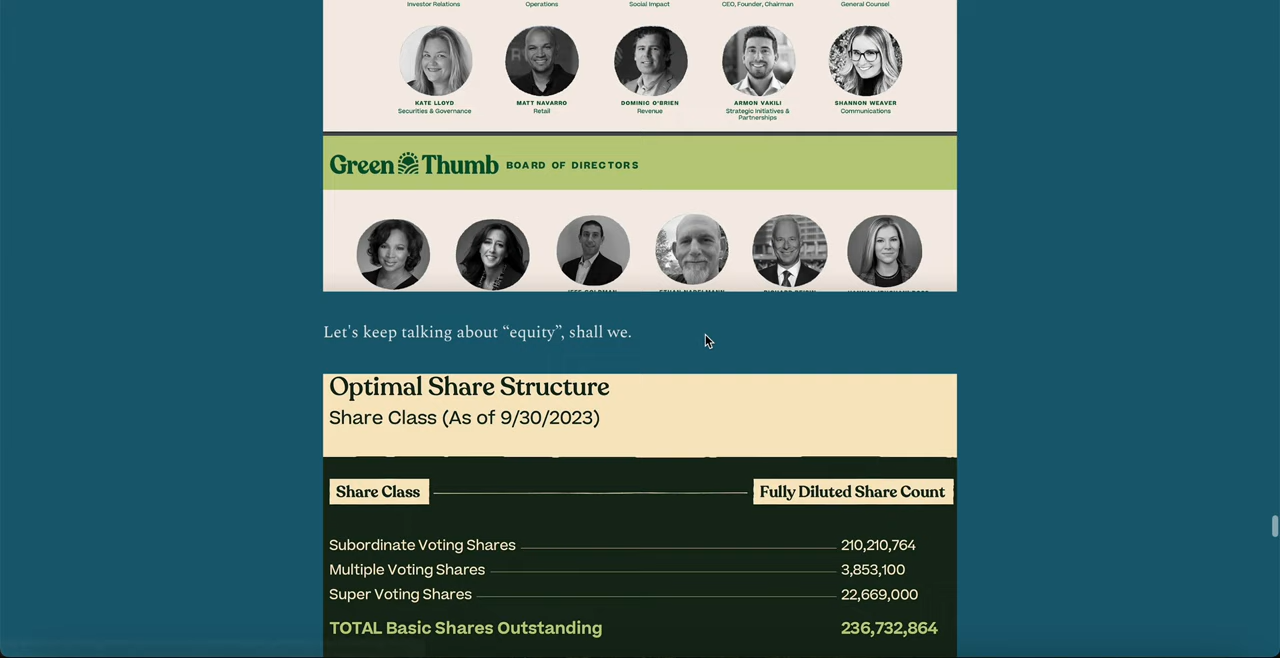 Investor Relations Operations Social Impact CEO, Founder, Chairman General Counsel
KATE LLOYD MATT NAVARRO DOMINIC O'BRIEN ARMON VAKILI SHANNON WEAVER
Securities & Governance Retail Revenue Strategic Initiatives & Communications
Partnerships
Green Thumb BOARD OF DIRECTORS
Let's keep talking about “equity”, shall we.
Optimal Share Structure
Share Class (As of 9/30/2023)
Share Class Fully Diluted Share Count
Subordinate Voting Shares 210,210,764
Multiple Voting Shares 3,853,100
Super Voting Shares 22,669,000
TOTAL Basic Shares Outstanding 236,732,864